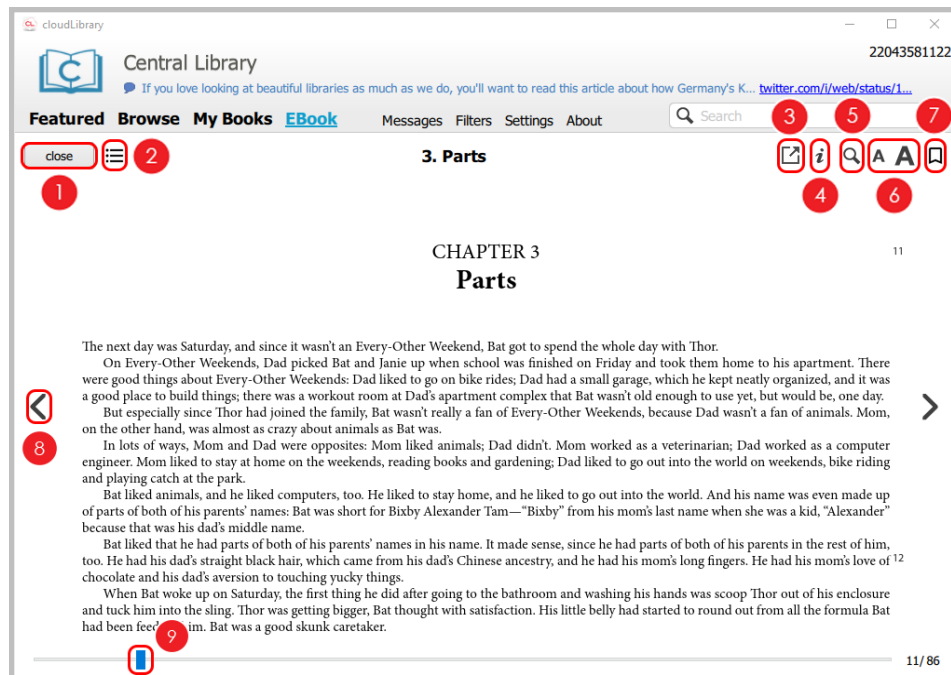 CL cloudLibrary
22043581122
C
Central Library
If you love looking at beautiful libraries as much as we do, you'll want to read this article about how Germany's K... twitter.com/i/web/status/1...
Featured Browse My Books EBook Messages Filters Settings About Search
3 5 7
close 2 3. Parts i A A
1 4 6
CHAPTER 3 11
Parts
The next day was Saturday, and since it wasn't an Every-Other Weekend, Bat got to spend the whole day with Thor.
On Every-Other Weekends, Dad picked Bat and Janie up when school was finished on Friday and took them home to his apartment. There
were good things about Every-Other Weekends: Dad liked to go on bike rides; Dad had a small garage, which he kept neatly organized, and it was
a good place to build things; there was a workout room at Dad's apartment complex that Bat wasn't old enough to use yet, but would be, one day.
But especially since Thor had joined the family, Bat wasn't really a fan of Every-Other Weekends, because Dad wasn't a fan of animals. Mom,
on the other hand, was almost as crazy about animals as Bat was.
8
In lots of ways, Mom and Dad were opposites: Mom liked animals; Dad didn't. Mom worked as a veterinarian; Dad worked as a computer
engineer. Mom liked to stay at home on the weekends, reading books and gardening; Dad liked to go out into the world on weekends, bike riding
and playing catch at the park.
Bat liked animals, and he liked computers, too. He liked to stay home, and he liked to go out into the world. And his name was even made up
of parts of both of his parents' names: Bat was short for Bixby Alexander Tam—“Bixby” from his mom's last name when she was a kid, “Alexander”
because that was his dad's middle name.
Bat liked that he had parts of both of his parents' names in his name. It made sense, since he had parts of both of his parents in the rest of him,
too. He had his dad's straight black hair, which came from his dad's Chinese ancestry, and he had his mom's long fingers. He had his mom's love of 12
chocolate and his dad's aversion to touching yucky things.
When Bat woke up on Saturday, the first thing he did after going to the bathroom and washing his hands was scoop Thor out of his enclosure
and tuck him into the sling. Thor was getting bigger, Bat thought with satisfaction. His little belly had started to round out from all the formula Bat
had been im. Bat was a good skunk caretaker.
9
11/ 86